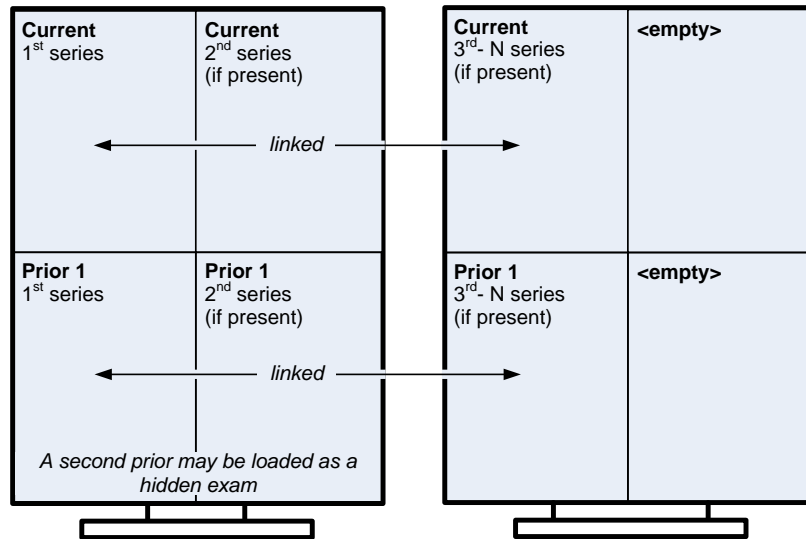 Current
1st series
Current
2nd series
(if present)
Current
3rd- N series
(if present)
<empty>
linked
Prior 1
1st series
Prior 1
2nd series
(if present)
Prior 1
3rd- N series
(if present)
<empty>
linked
A second prior may be loaded as a
hidden exam